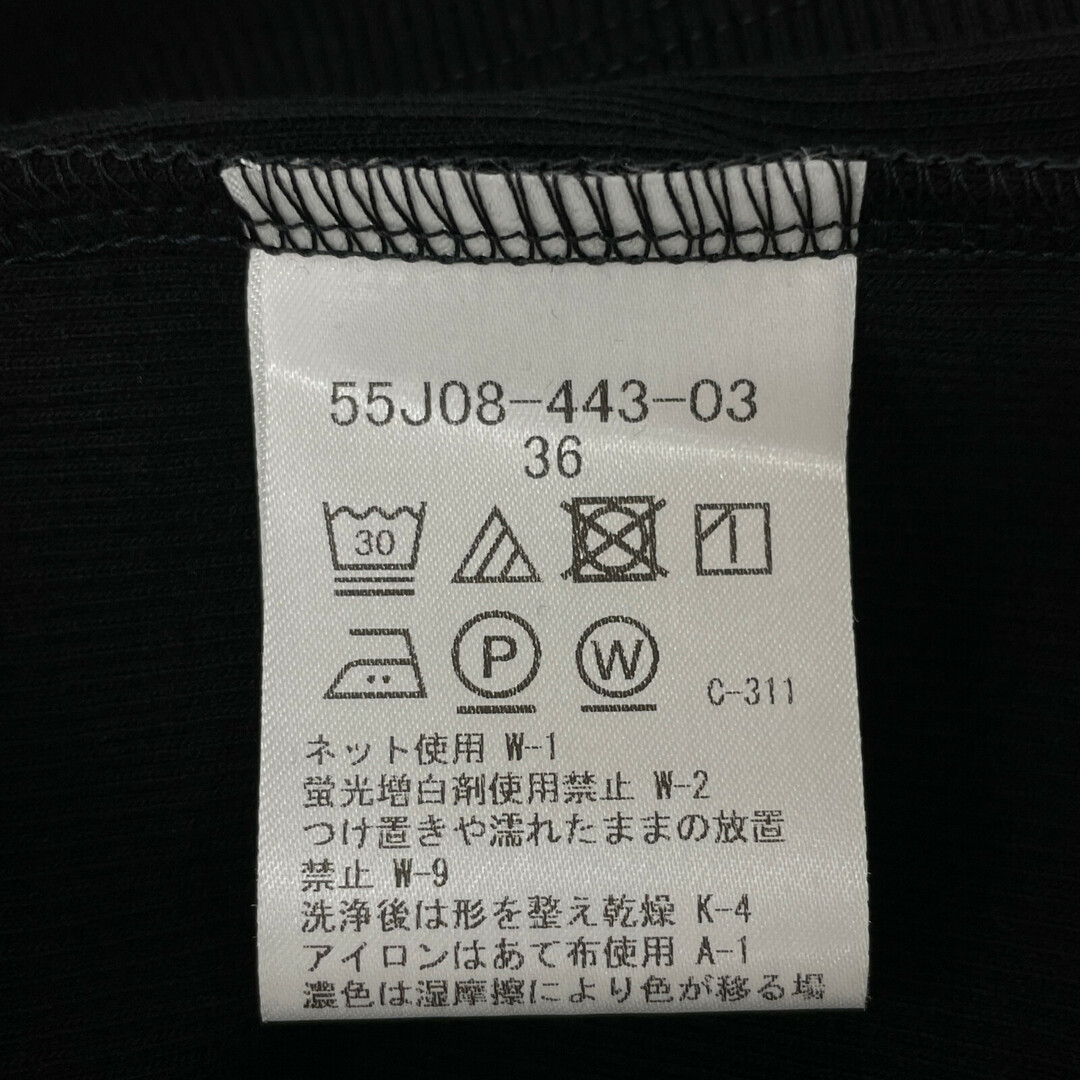 55J08-443-03
36
30
P W C-311
ネット使用 W-1
蛍光増白剤使用禁止 W-2
つけ置きや濡れたままの放置
禁止 W-9
洗浄後は形を整え乾燥 K-4
アイロンはあて布使用 A-1
濃色は湿摩擦により色が移る場